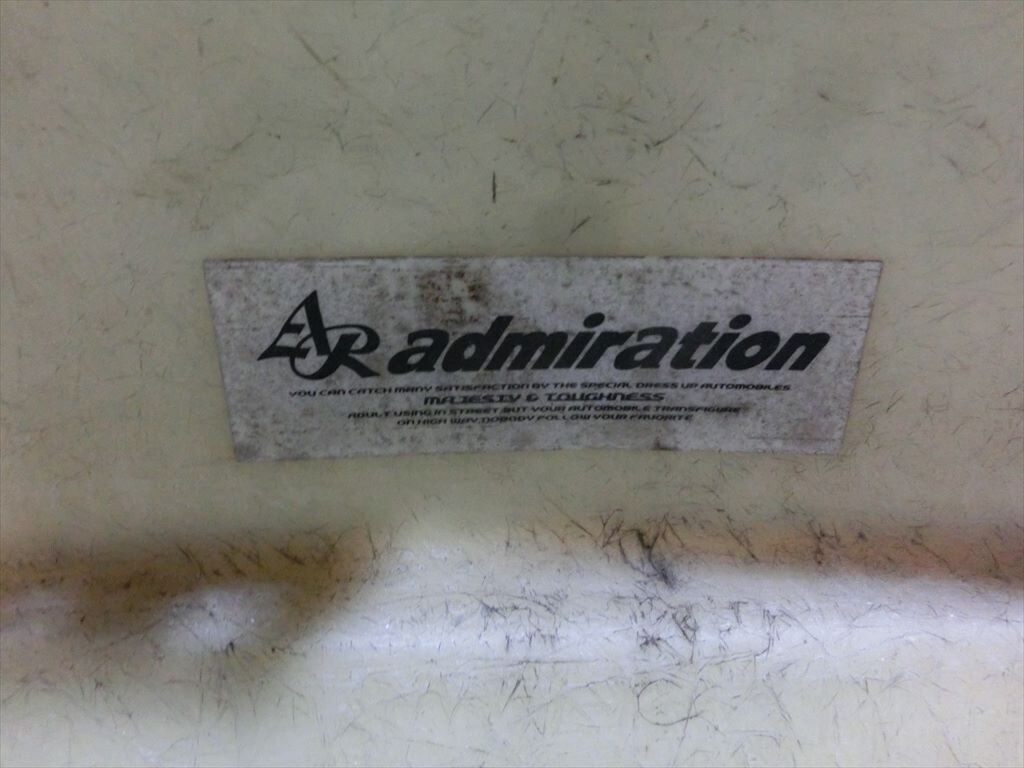 EAR admiration
YOU CAN CATCH MANY SATISFACTION BY THE SPECIAL DRESS UP AUTOMOBILES
MAJESTY & TOUGHNESS
ADULT USING IN STREET BUT YOUR AUTOMOBILE TRANSFIGURE
ON HIGH WAY.NOBODY FOLLOW YOUR FAVORITE